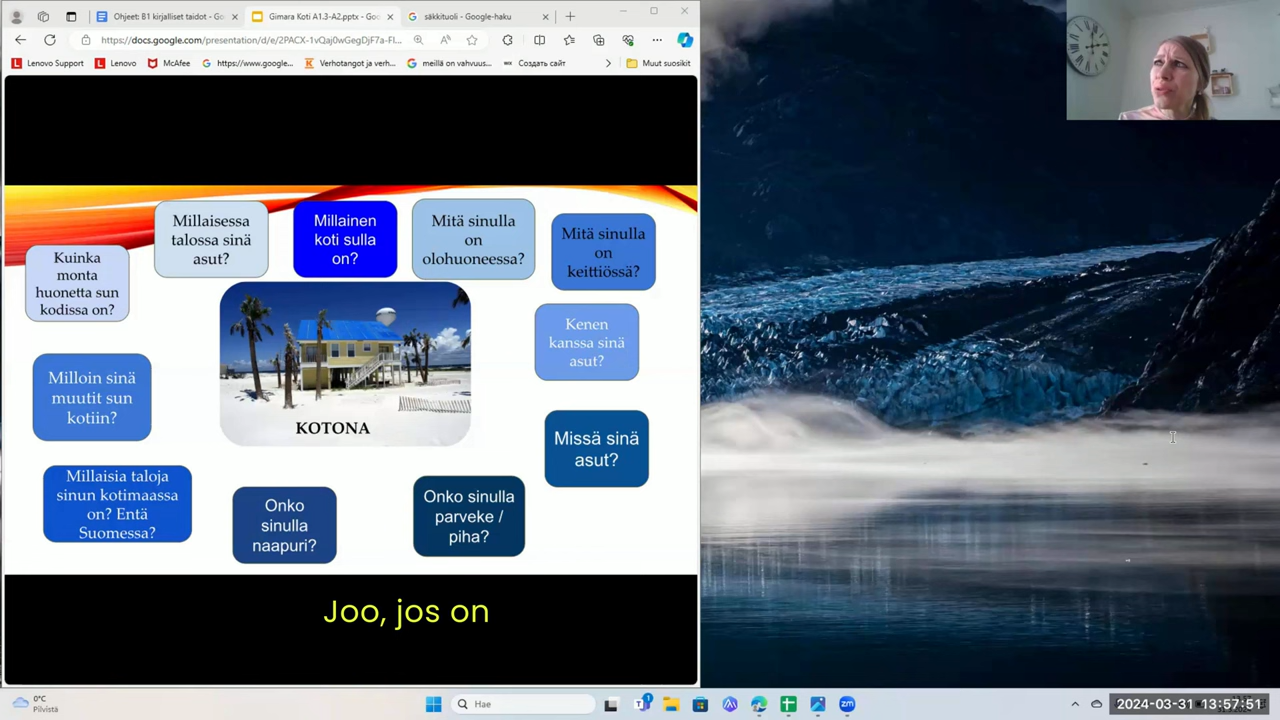 Ohjeet: B1 kirjalliset taidot - Go
Gimara Koti A1.3-A2.pptx - Goo
säkkituoli - Google-haku
https://docs.google.com/presentation/d/e/2PACX-1vQaj0wGegDjF7a-FI...
Lenovo Support
Lenovo
McAfee
https://www.google...
Verhotangot ja verh...
meillä on vahvuus...
Создать сайт
Muut suosikit
Millaisessa
talossa sinä
asut?
Millainen
koti sulla
on?
Mitä sinulla
on
olohuoneessa?
Mitä sinulla
on
keittiössä?
Kuinka
monta
huonetta sun
kodissa on?
Kenen
kanssa sinä
asut?
Milloin sinä
muutit sun
kotiin?
KOTONA
Missä sinä
asut?
Millaisia taloja
sinun kotimaassa
on? Entä
Suomessa?
Onko
sinulla
naapuri?
Onko sinulla
parveke /
piha?
Joo, jos on
0°C
Pilvistä
Hae
zm
2024-03-31 13:57:51